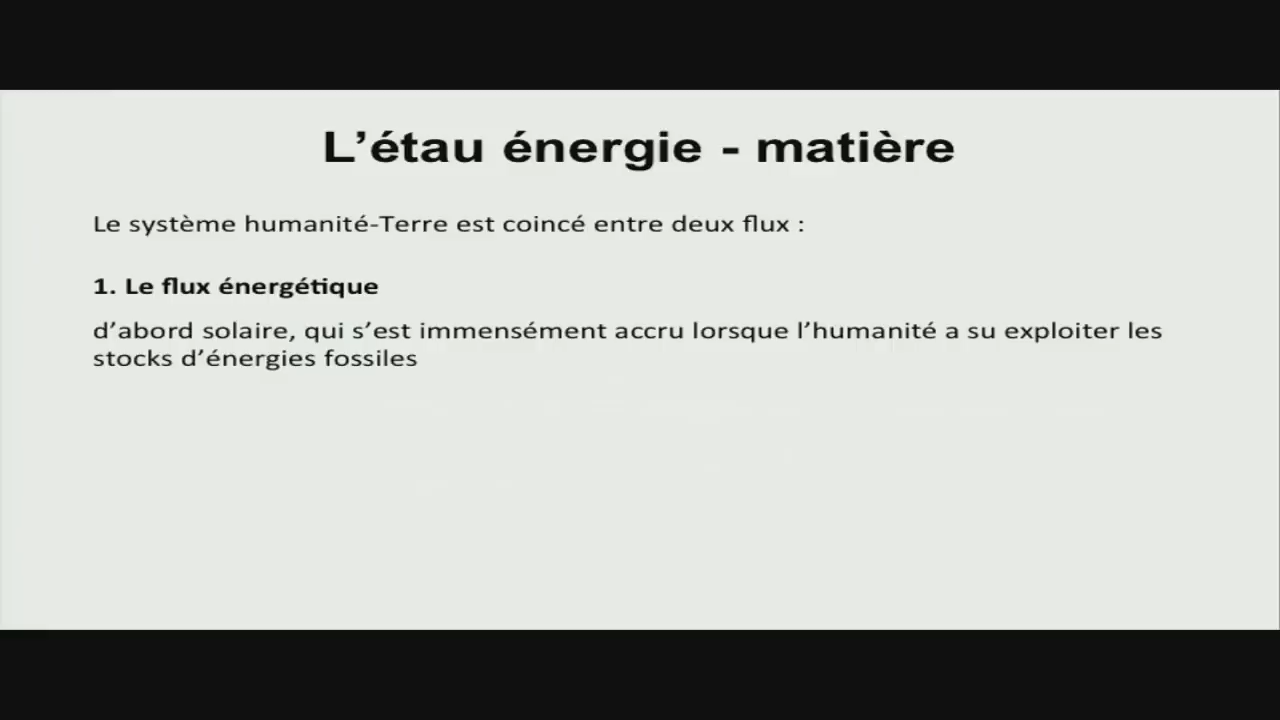 L’étau énergie - matière
Le système humanité-Terre est coincé entre deux flux :
1. Le flux énergétique
d’abord solaire, qui s’est immensément accru lorsque l’humanité a su exploiter les
stocks d’énergies fossiles